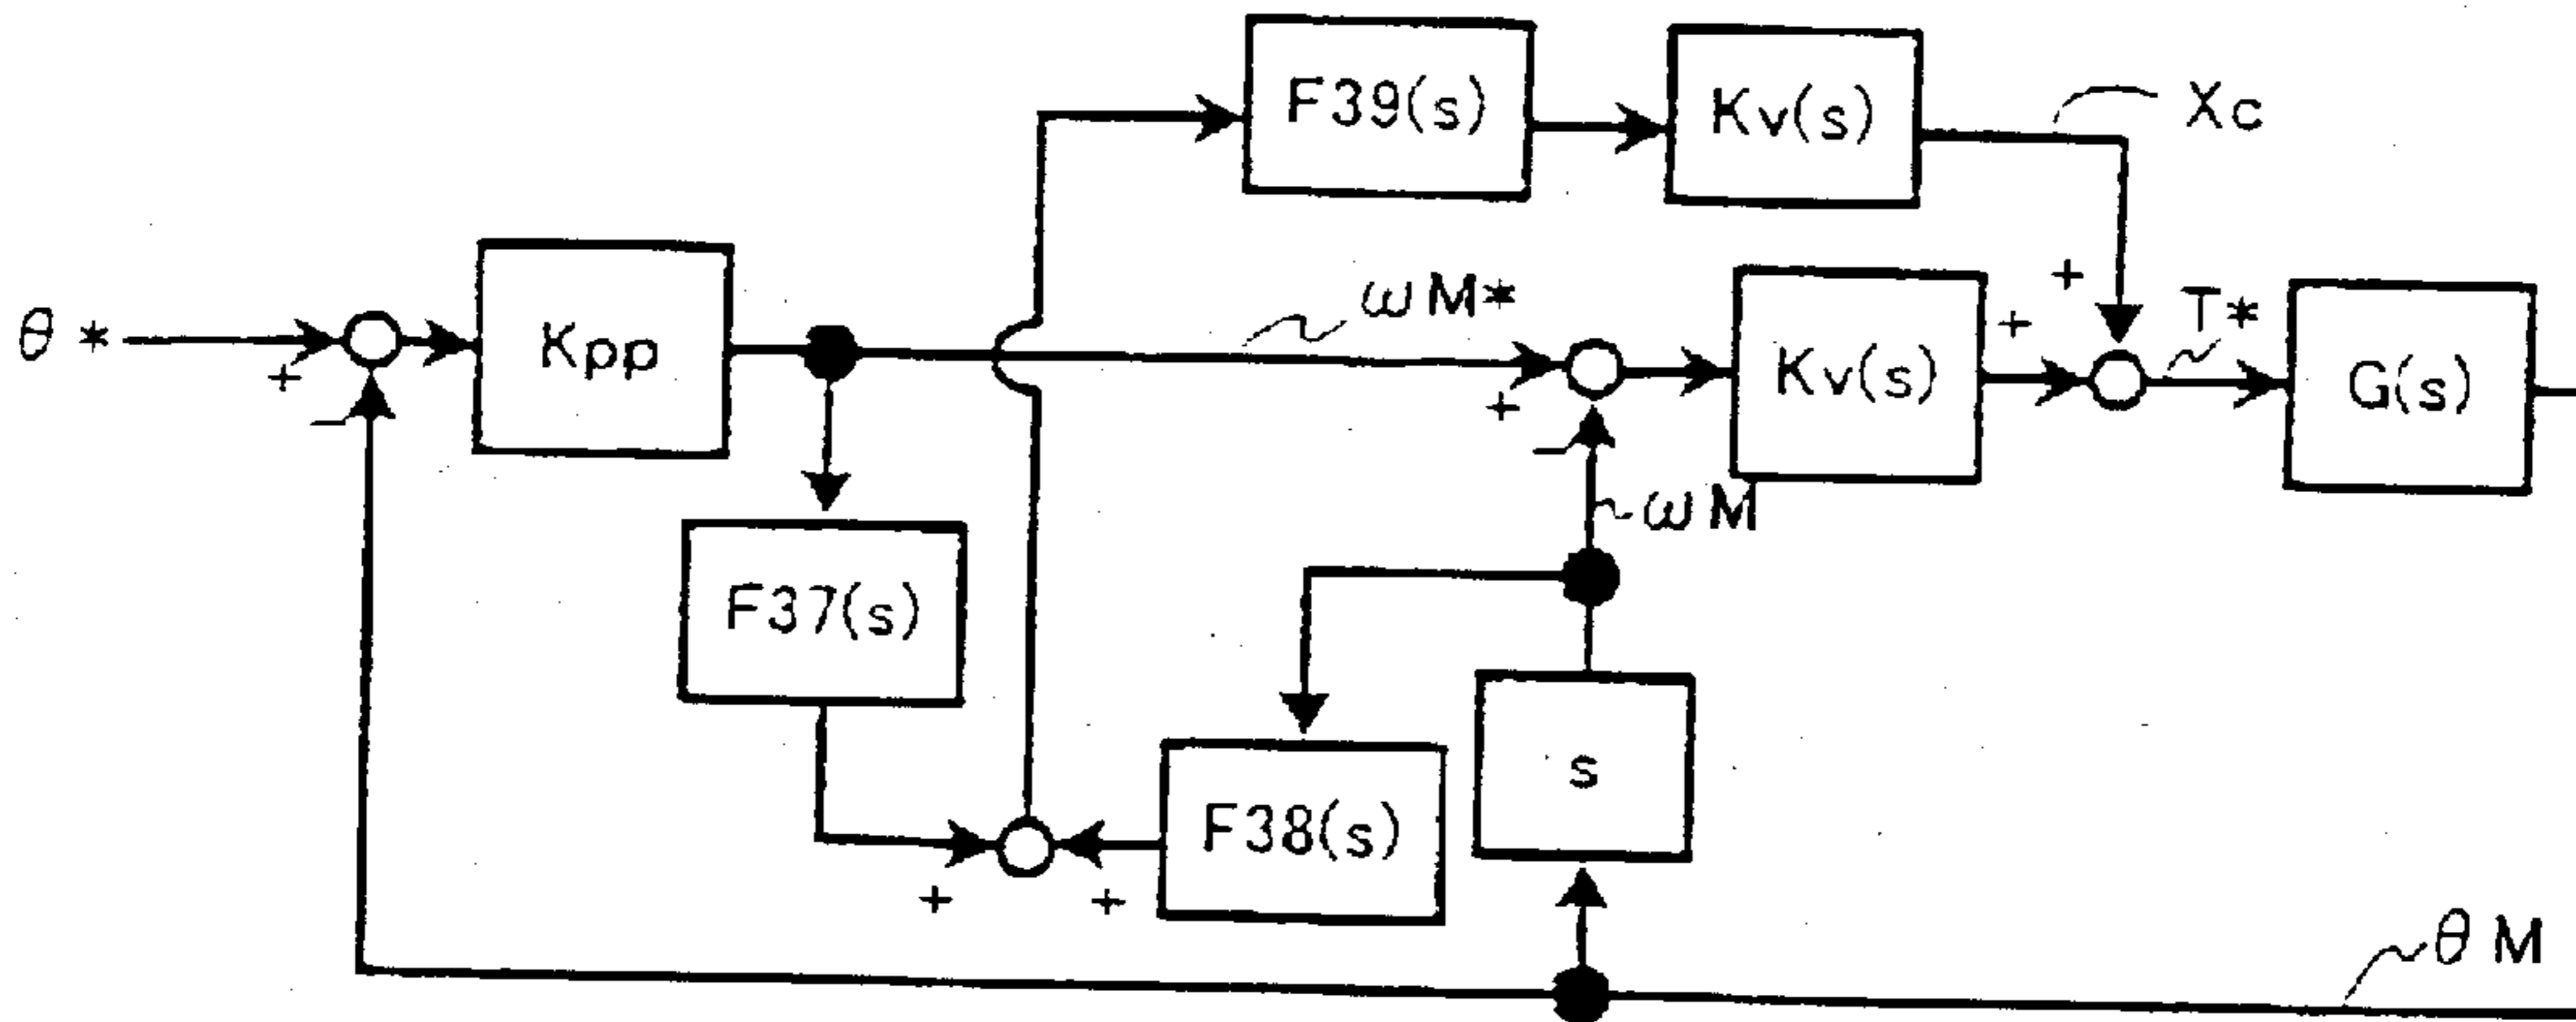 F39(s)
Kv(s)
Xc
θ *
+
−
Kpp
ωM*
+
−
Kv(s)
+
+
T*
G(s)
ωM
F37(s)
F38(s)
s
+
+
θM